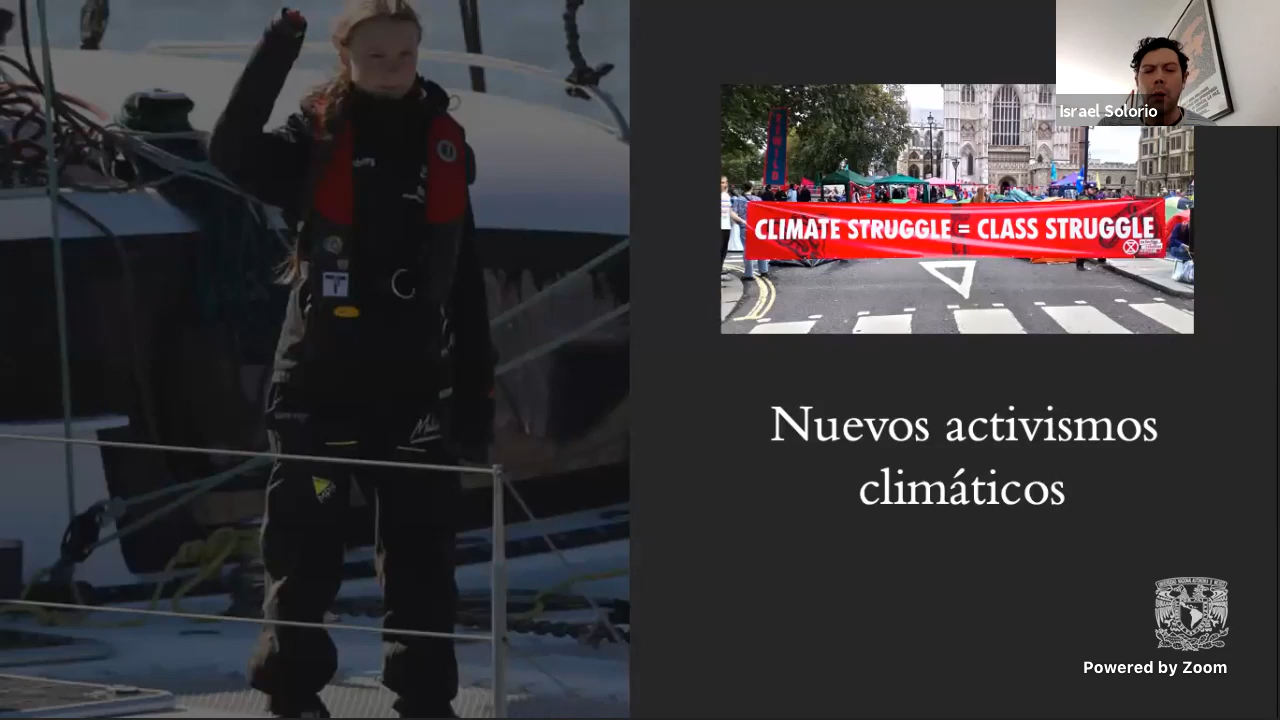 Israel Solorio
CLIMATE STRUGGLE = CLASS STRUGGLE
Nuevos activismos
climáticos
Powered by Zoom